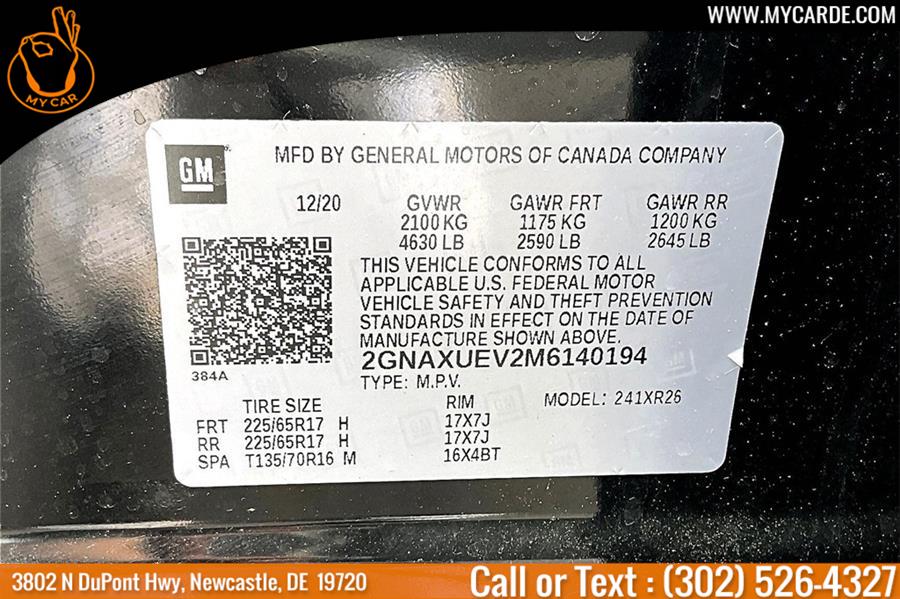 WWW.MYCARDE.COM
MY CAR
GM
MFD BY GENERAL MOTORS OF CANADA COMPANY
12/20 GVWR GAWR FRT GAWR RR
2100 KG 1175 KG 1200 KG
4630 LB 2590 LB 2645 LB
THIS VEHICLE CONFORMS TO ALL
APPLICABLE U.S. FEDERAL MOTOR
VEHICLE SAFETY AND THEFT PREVENTION
STANDARDS IN EFFECT ON THE DATE OF
MANUFACTURE SHOWN ABOVE.
2GNAXUEV2M6140194
384A
TYPE: M.P.V. MODEL: 241XR26
TIRE SIZE RIM
FRT 225/65R17 H 17X7J
RR 225/65R17 H 17X7J
SPA T135/70R16 M 16X4BT
3802 N DuPont Hwy, Newcastle, DE 19720
Call or Text : (302) 526-4327